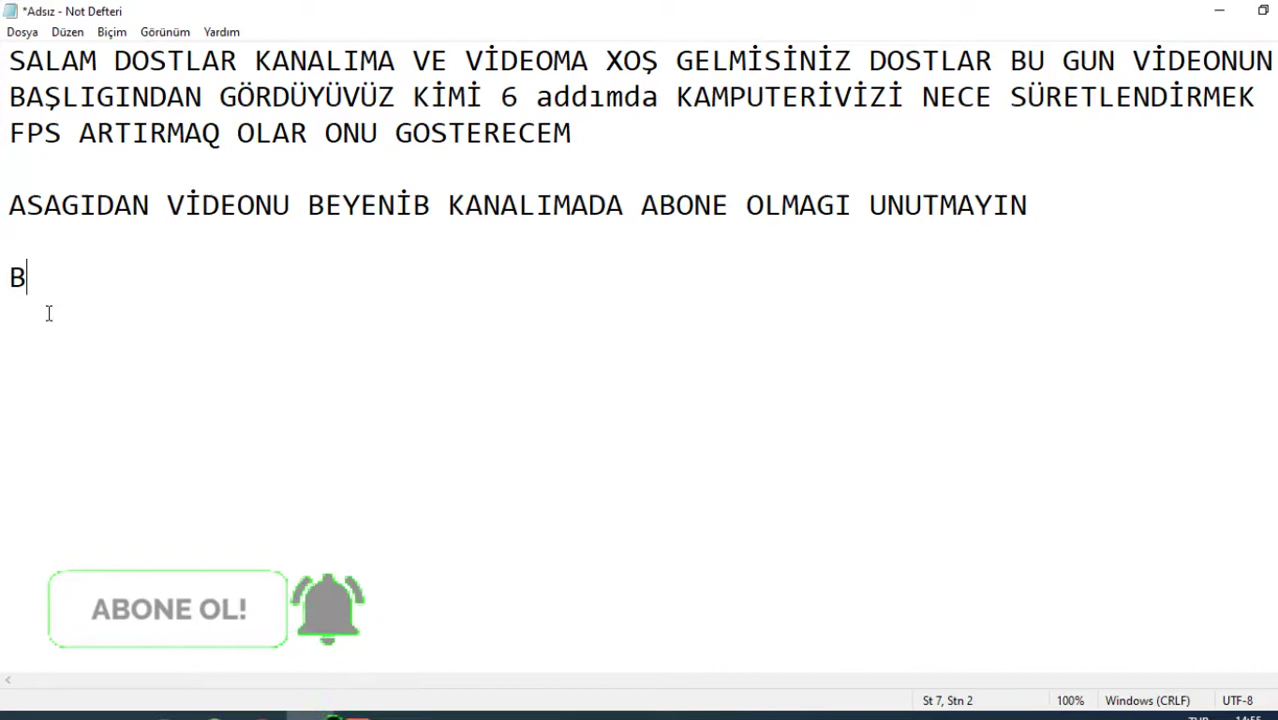 *Adsız - Not Defteri
Dosya Düzen Biçim Görünüm Yardım
SALAM DOSTLAR KANALIMA VE VİDEOMA XOŞ GELMİSİNİZ DOSTLAR BU GUN VİDEONUN
BAŞLIGINDAN GÖRDÜYÜVÜZ KİMİ 6 addımda KAMPUTERİVİZİ NECE SÜRETLENDİRMEK
FPS ARTIRMAQ OLAR ONU GOSTERECEM
ASAGIDAN VİDEONU BEYENİB KANALIMADA ABONE OLMAGI UNUTMAYIN
B
ABONE OL!
St 7, Stn 2 100% Windows (CRLF) UTF-8